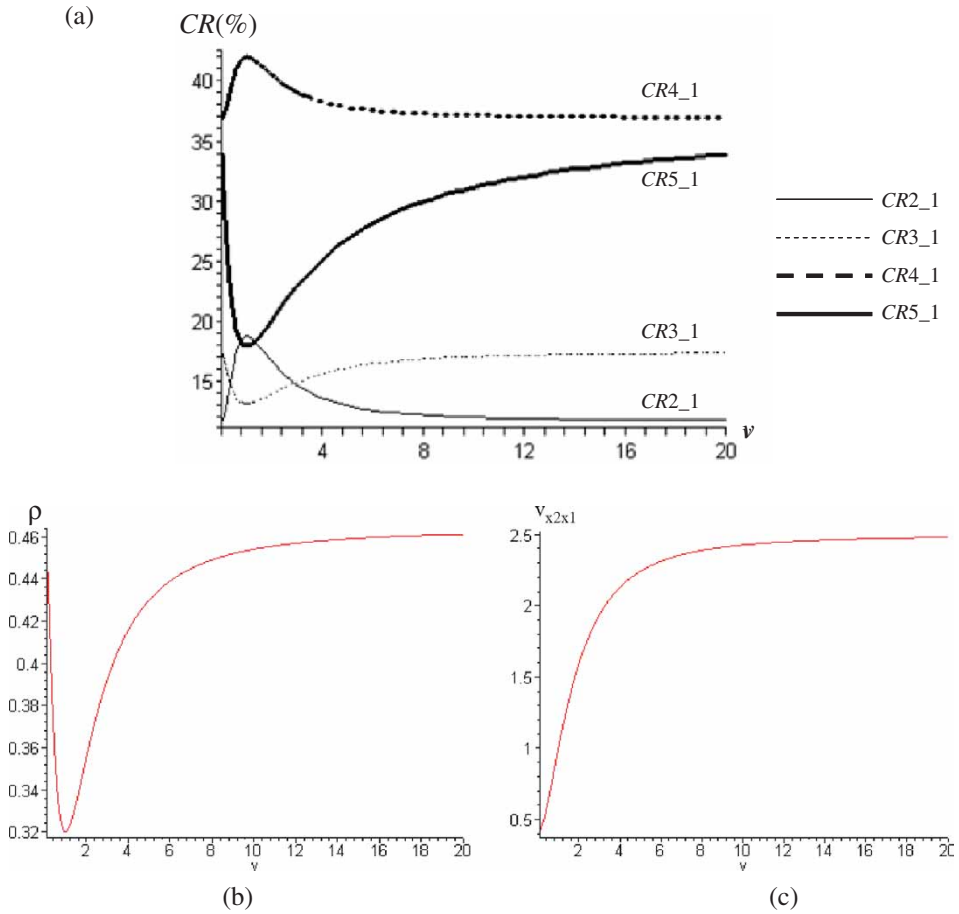 (a)
CR(%)
40
35
30
25
20
15
4
8
12
16
20
v
CR4_1
CR5_1
CR3_1
CR2_1
CR2_1
CR3_1
CR4_1
CR5_1
ρ
0.46
0.44
0.42
0.4
0.38
0.36
0.34
0.32
2 4 6 8 10 12 14 16 18 20
v
(b)
v_{x2x1}
2.5
2
1.5
1
0.5
2 4 6 8 10 12 14 16 18 20
v
(c)